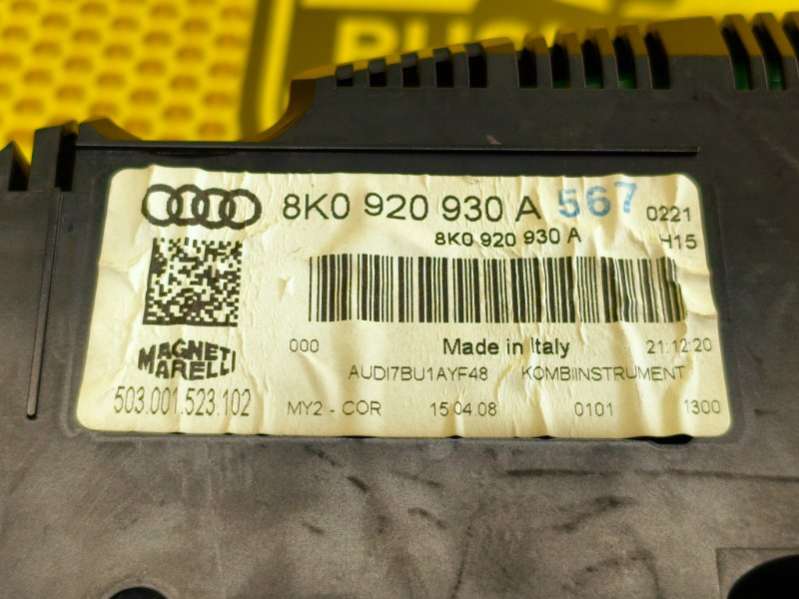 8K0 920 930 A 567 0221
8K0 920 930 A H15
000 Made in Italy 21:12:20
MAGNETI
MARELLI
AUDI7BU1AYF48 KOMBIINSTRUMENT
503.001.523.102 MY2 - COR 15.04.08 0101 1300